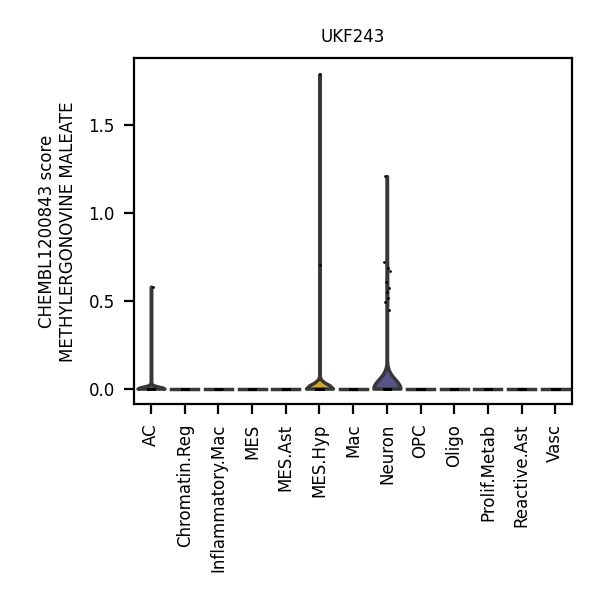 UKF243
CHEMBL1200843 score
METHYLERGONOVINE MALEATE
1.5
1.0
0.5
0.0
AC
Chromatin.Reg
Inflammatory.Mac
MES
MES.Ast
MES.Hyp
Mac
Neuron
OPC
Oligo
Prolif.Metab
Reactive.Ast
Vasc